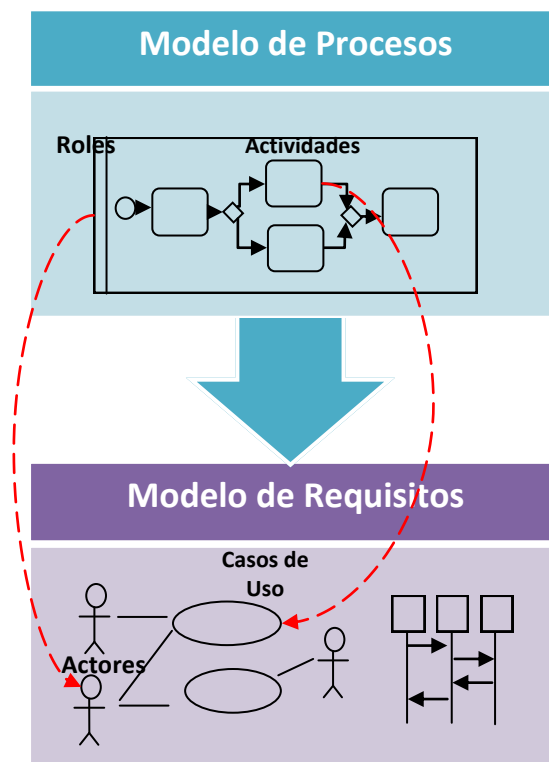 Modelo de Procesos
Roles
Actividades
Modelo de Requisitos
Casos de
Uso
Actores